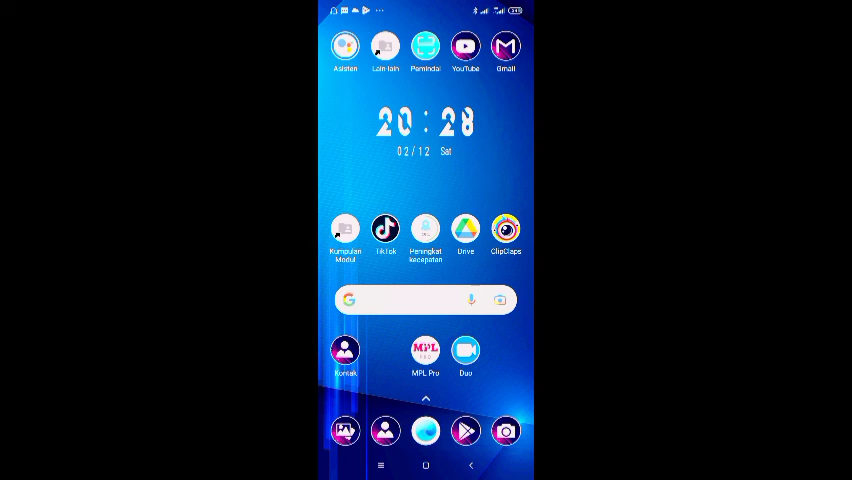 Asisten
Lain-lain
Pemindai
YouTube
Gmail
20 : 28
02/12 Sat
Kumpulan
Modul
TikTok
Peningkat
kecepatan
Drive
ClipClaps
Kontak
MPL
PRO
MPL Pro
Duo